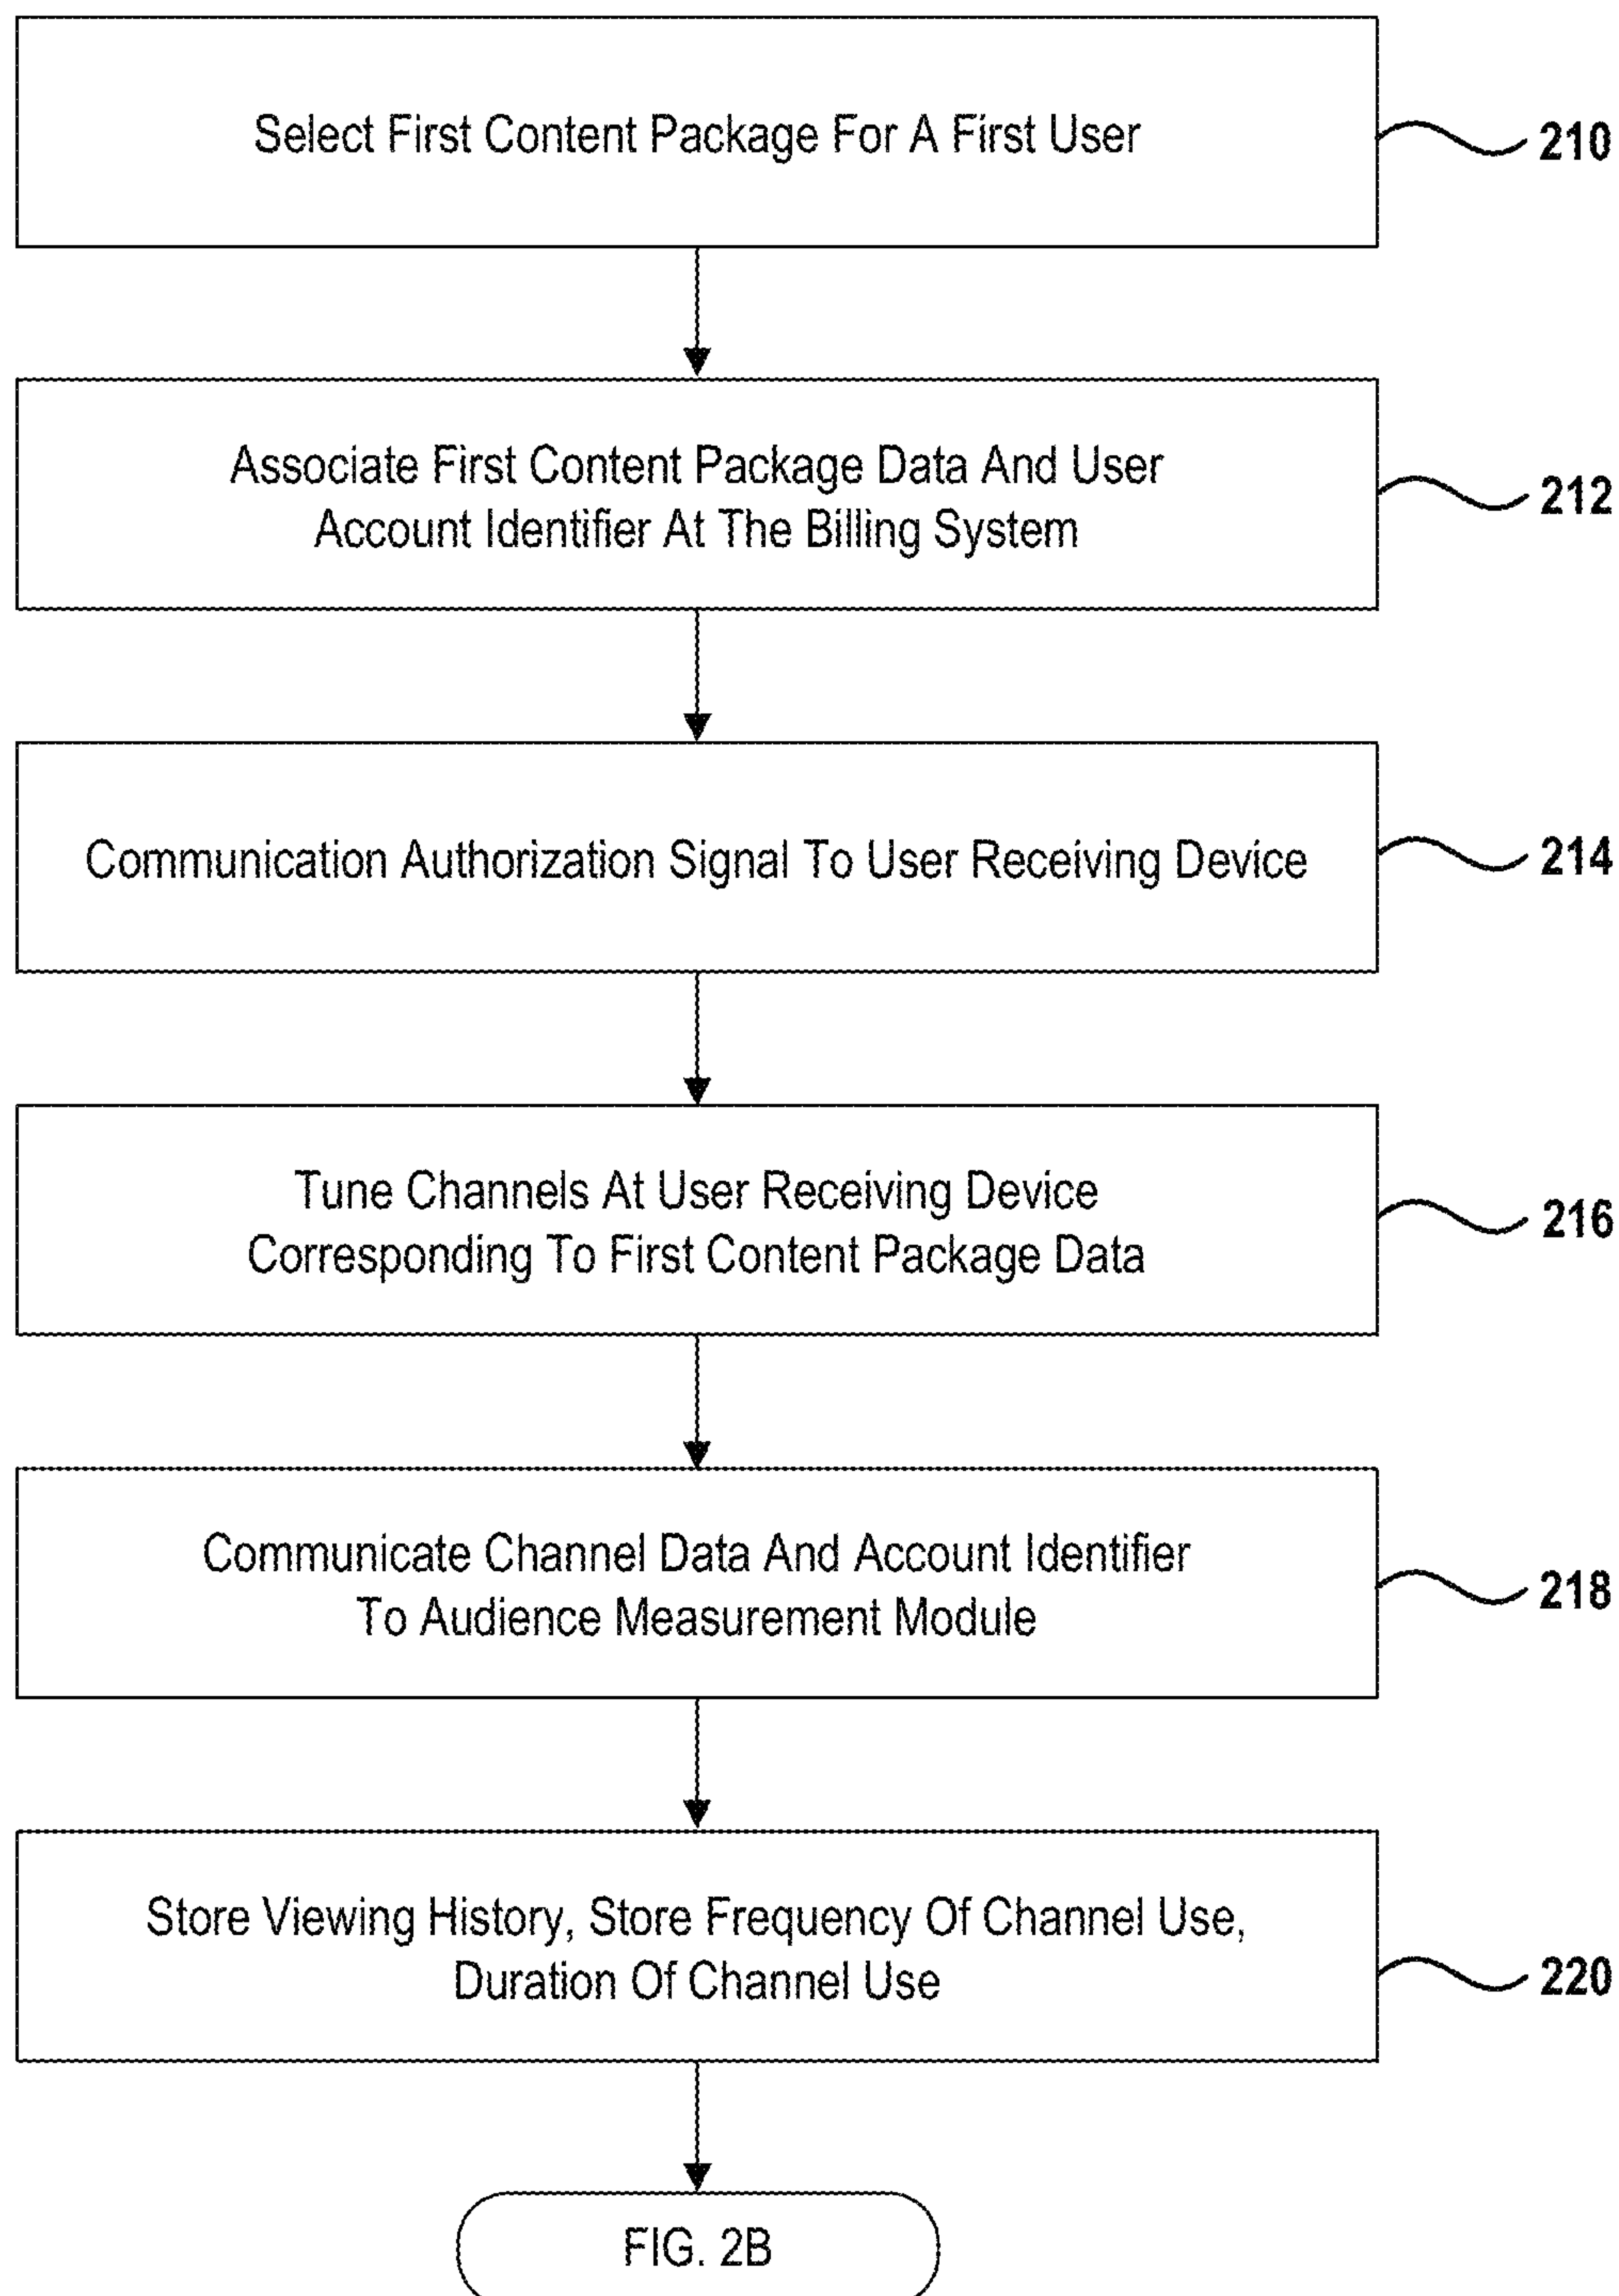 Select First Content Package For A First User
210
Associate First Content Package Data And User
Account Identifier At The Billing System
212
Communication Authorization Signal To User Receiving Device
214
Tune Channels At User Receiving Device
Corresponding To First Content Package Data
216
Communicate Channel Data And Account Identifier
To Audience Measurement Module
218
Store Viewing History, Store Frequency Of Channel Use,
Duration Of Channel Use
220
FIG. 2B